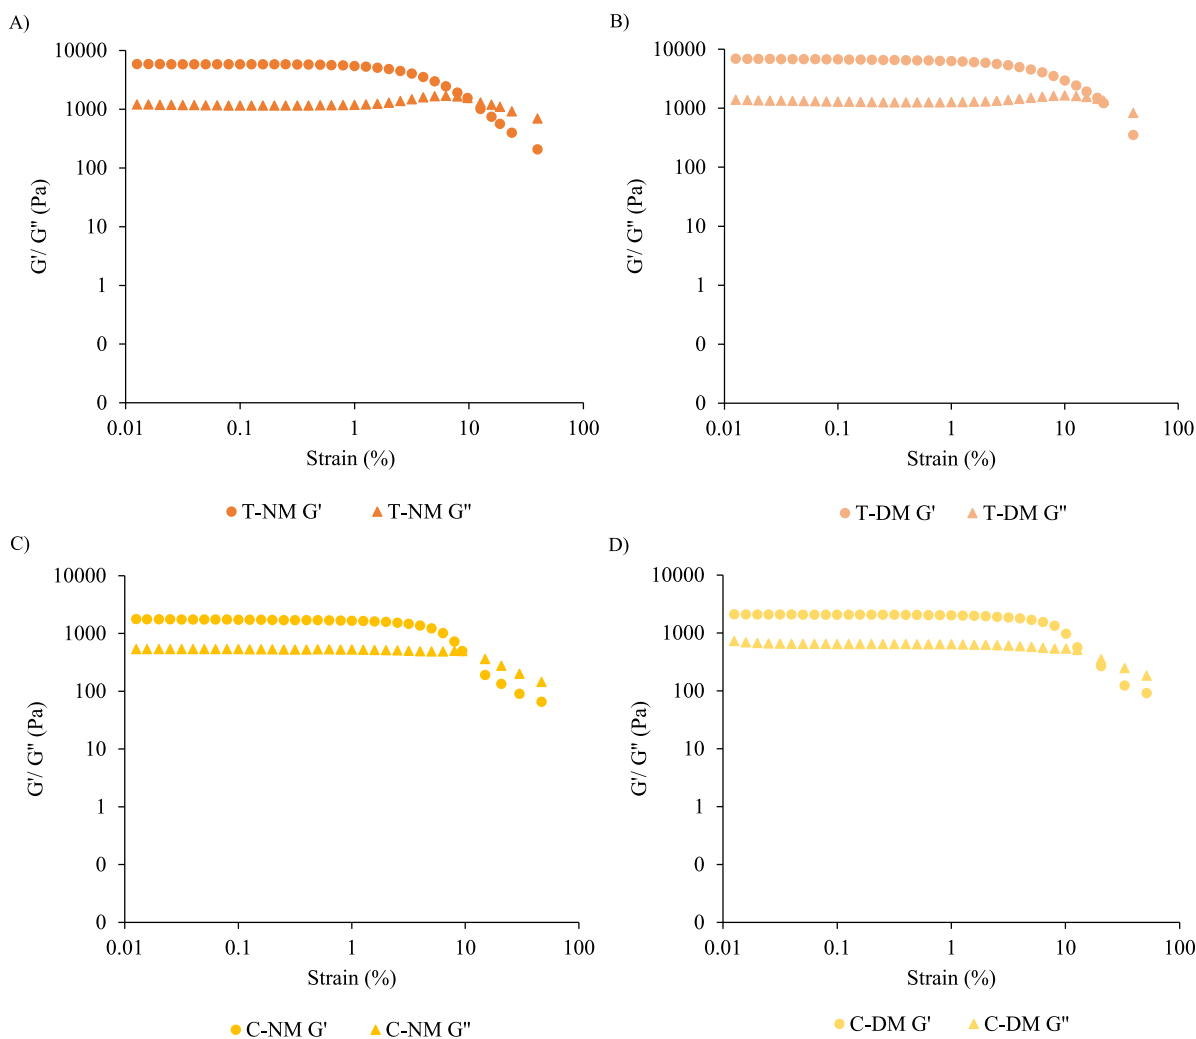 A)
10000
1000
100
10
1
0
0
G'/ G" (Pa)
0.01 0.1 1 10 100
Strain (%)
T-NM G' T-NM G"
B)
10000
1000
100
10
1
0
0
G'/ G" (Pa)
0.01 0.1 1 10 100
Strain (%)
T-DM G' T-DM G"
C)
10000
1000
100
10
1
0
0
G'/ G" (Pa)
0.01 0.1 1 10 100
Strain (%)
C-NM G' C-NM G"
D)
10000
1000
100
10
1
0
0
G'/ G" (Pa)
0.01 0.1 1 10 100
Strain (%)
C-DM G' C-DM G"